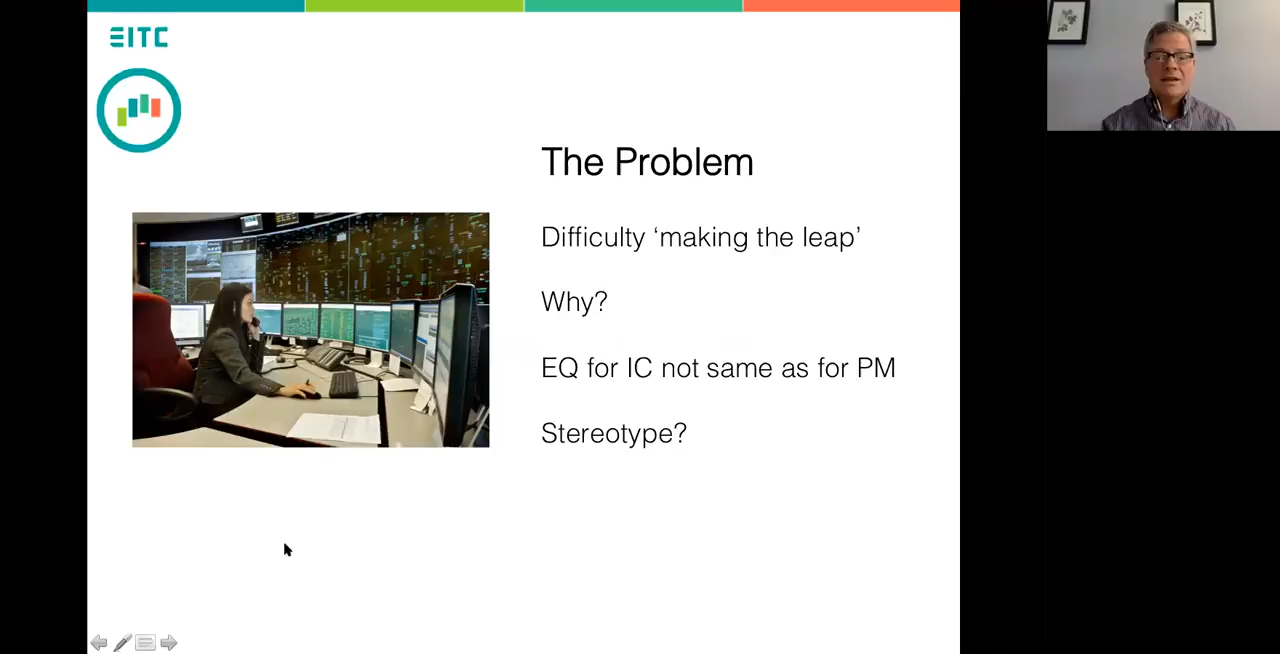 EITC
The Problem
Difficulty ‘making the leap’
Why?
EQ for IC not same as for PM
Stereotype?